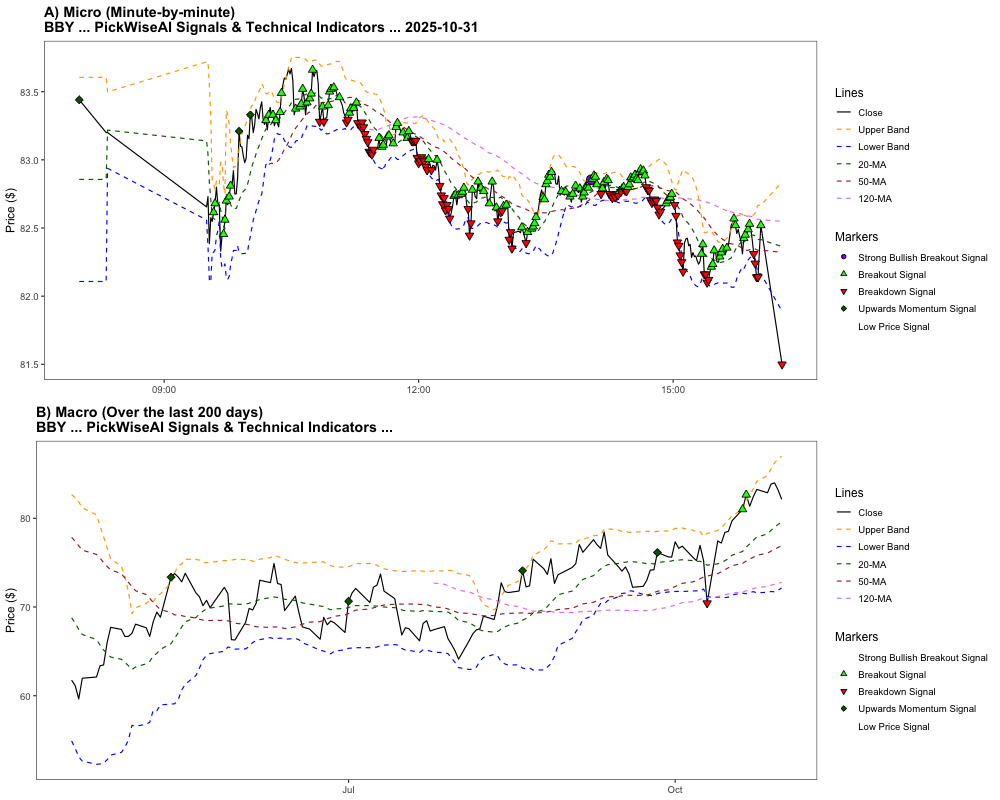 A) Micro (Minute-by-minute)
BBY ... PickWiseAI Signals & Technical Indicators ... 2025-10-31
Price ($)
83.5
83.0
82.5
82.0
81.5
09:00
12:00
15:00
Lines
Close
Upper Band
Lower Band
20-MA
50-MA
120-MA
Markers
Strong Bullish Breakout Signal
Breakout Signal
Breakdown Signal
Upwards Momentum Signal
Low Price Signal
B) Macro (Over the last 200 days)
BBY ... PickWiseAI Signals & Technical Indicators ...
Price ($)
80
70
60
Jul
Oct
Lines
Close
Upper Band
Lower Band
20-MA
50-MA
120-MA
Markers
Strong Bullish Breakout Signal
Breakout Signal
Breakdown Signal
Upwards Momentum Signal
Low Price Signal